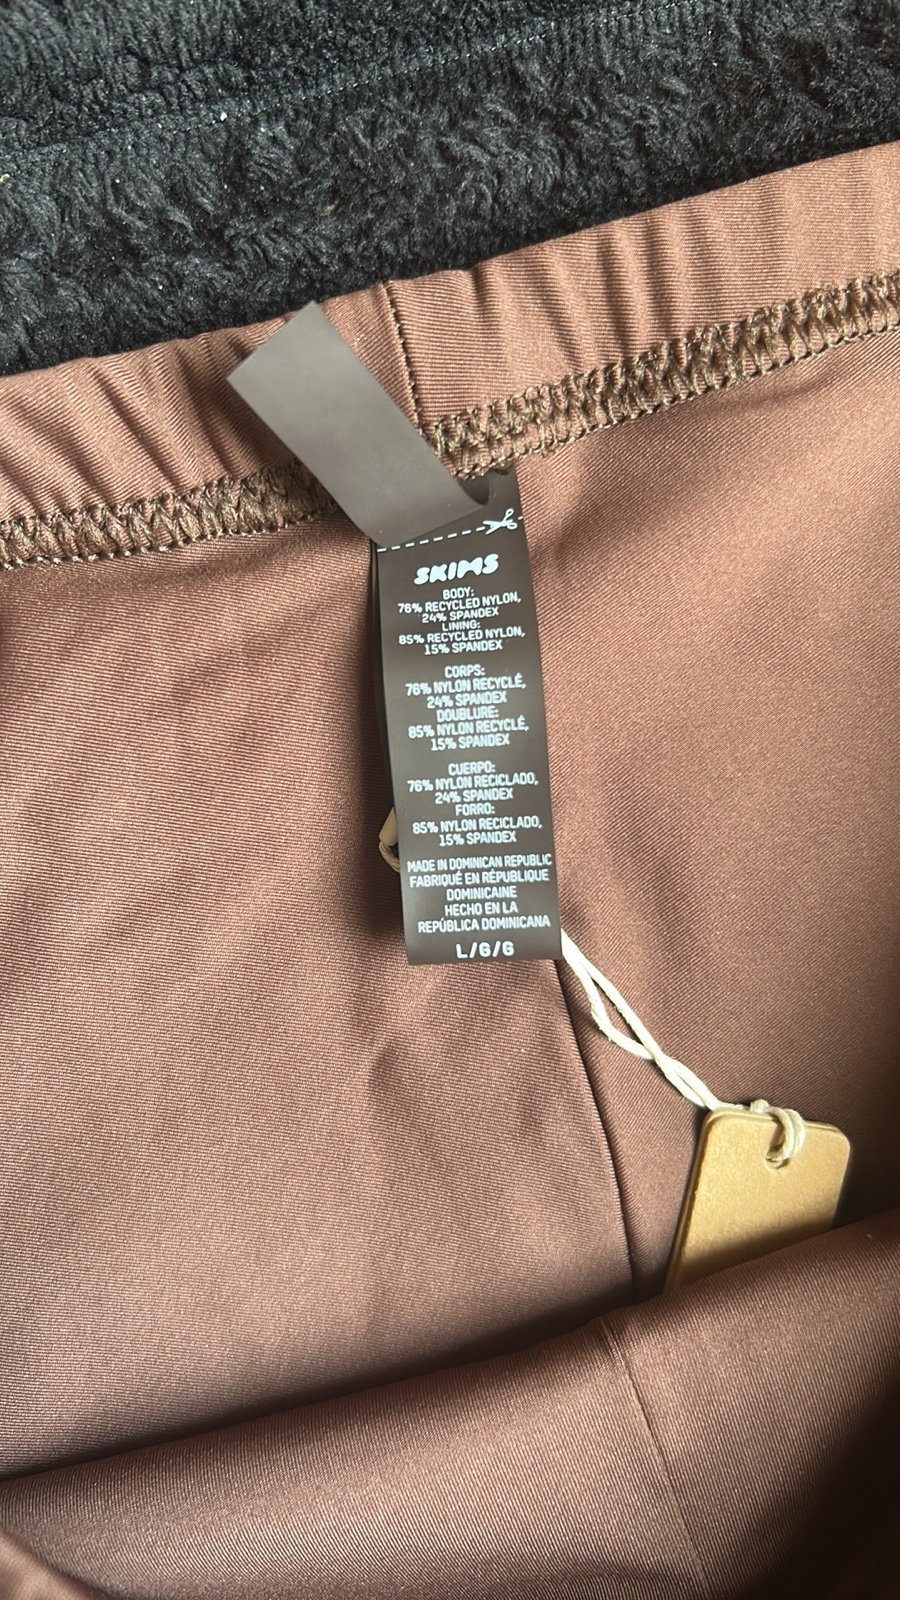 SKIMS
BODY:
76% RECYCLED NYLON,
24% SPANDEX
LINING:
85% RECYCLED NYLON,
15% SPANDEX
CORPS:
76% NYLON RECYCLÉ,
24% SPANDEX
DOUBLURE:
85% NYLON RECYCLÉ,
15% SPANDEX
CUERPO:
76% NYLON RECICLADO,
24% SPANDEX
FORRO:
85% NYLON RECICLADO,
15% SPANDEX
MADE IN DOMINICAN REPUBLIC
FABRIQUÉ EN RÉPUBLIQUE
DOMINICAINE
HECHO EN LA
REPÚBLICA DOMINICANA
L/G/G